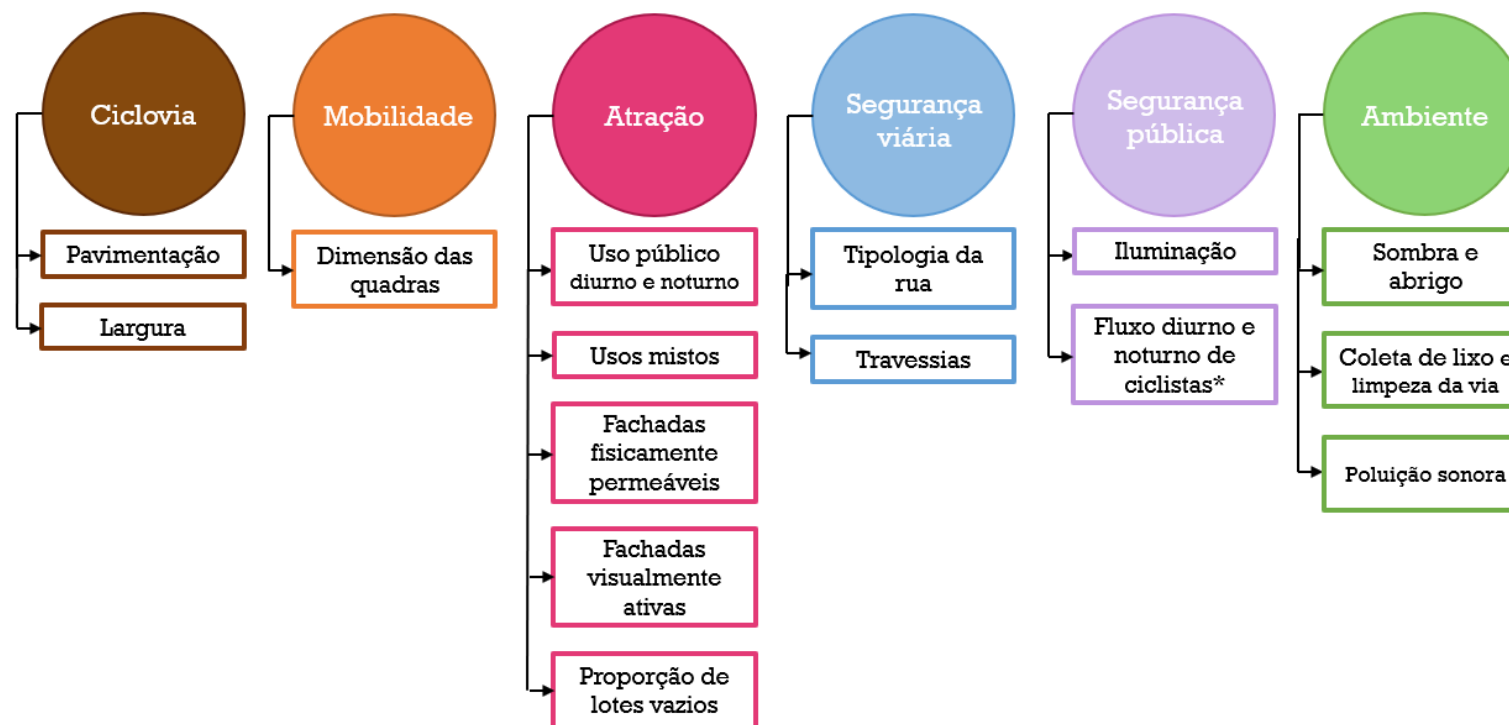 Ciclovia
Pavimentação
Largura
Mobilidade
Dimensão das
quadras
Atração
Uso público
diurno e noturno
Usos mistos
Fachadas
fisicamente
permeáveis
Fachadas
visualmente
ativas
Proporção de
lotes vazios
Segurança
viária
Tipologia da
rua
Travessias
Segurança
pública
Iluminação
Fluxo diurno e
noturno de
ciclistas*
Ambiente
Sombra e
abrigo
Coleta de lixo e
limpeza da via
Poluição sonora